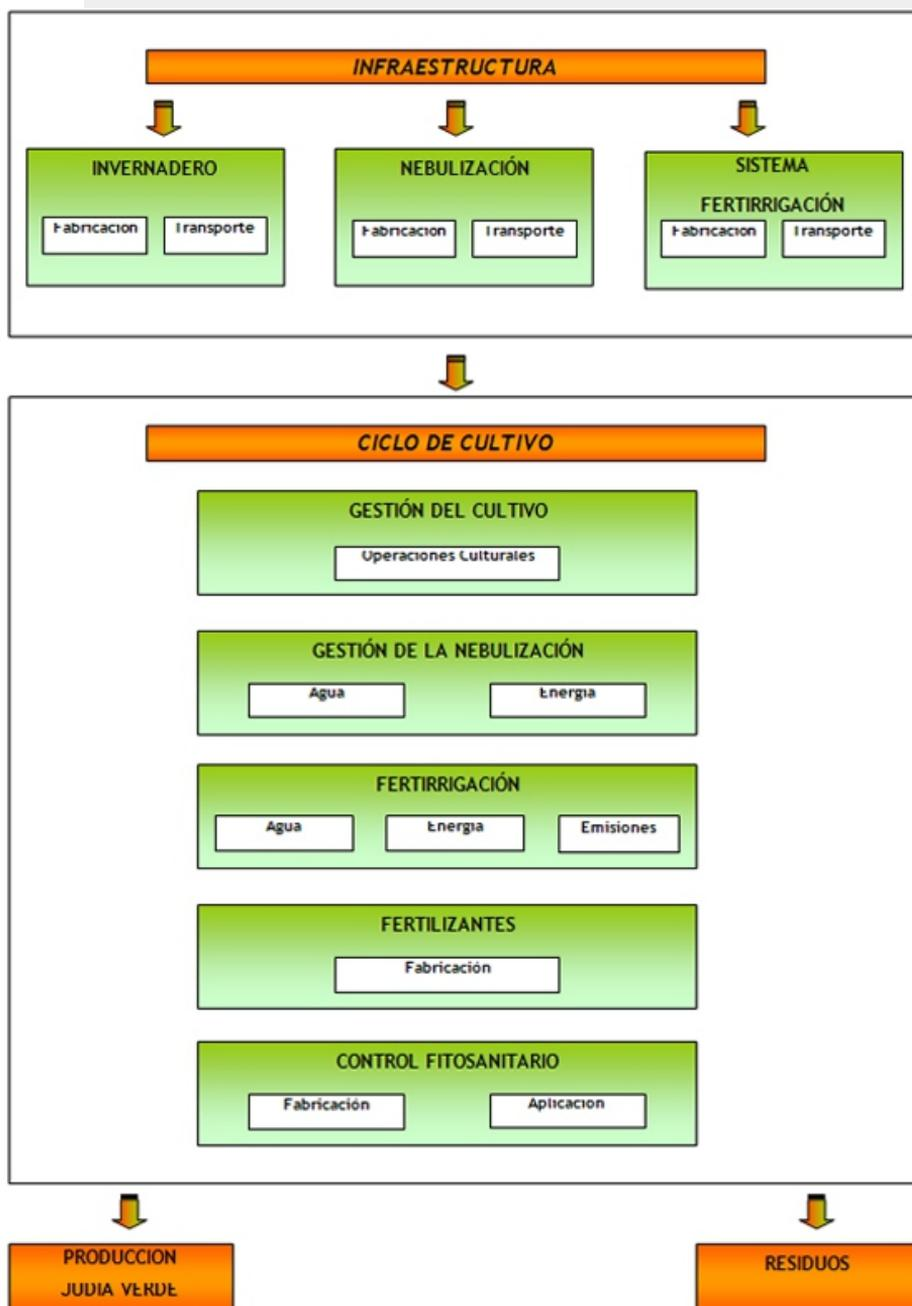 INFRAESTRUCTURA
INVERNADERO
Fabricación
Transporte
NEBULIZACIÓN
Fabricación
Transporte
SISTEMA
FERTIRRIGACIÓN
Fabricación
Transporte
CICLO DE CULTIVO
GESTIÓN DEL CULTIVO
Operaciones Culturales
GESTIÓN DE LA NEBULIZACIÓN
Agua
Energía
FERTIRRIGACIÓN
Agua
Energía
Emisiones
FERTILIZANTES
Fabricación
CONTROL FITOSANITARIO
Fabricación
Aplicación
PRODUCCION
JUDIA VERDE
RESIDUOS